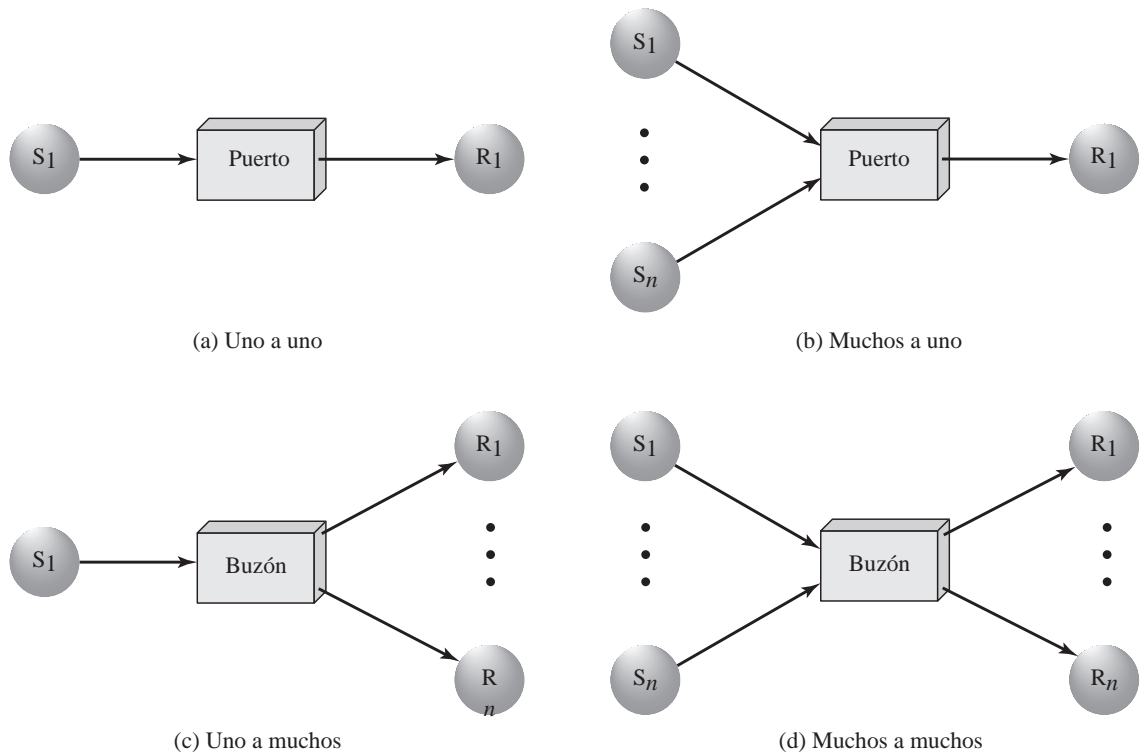 S1
Puerto
R1
(a) Uno a uno
S1
Sn
Puerto
R1
(b) Muchos a uno
S1
Buzón
R1
R
n
(c) Uno a muchos
S1
Sn
Buzón
R1
Rn
(d) Muchos a muchos